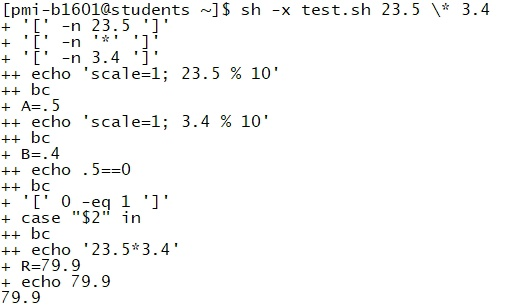 [pmi-b1601@students ~]$ sh -x test.sh 23.5 \* 3.4
+ '[' -n 23.5 ']'
+ '[' -n '*' ']'
+ '[' -n 3.4 ']'
++ echo 'scale=1; 23.5 % 10'
++ bc
+ A=.5
++ echo 'scale=1; 3.4 % 10'
++ bc
+ B=.4
++ echo .5==0
++ bc
+ '[' 0 -eq 1 ']'
+ case "$2" in
++ bc
++ echo '23.5*3.4'
+ R=79.9
+ echo 79.9
79.9